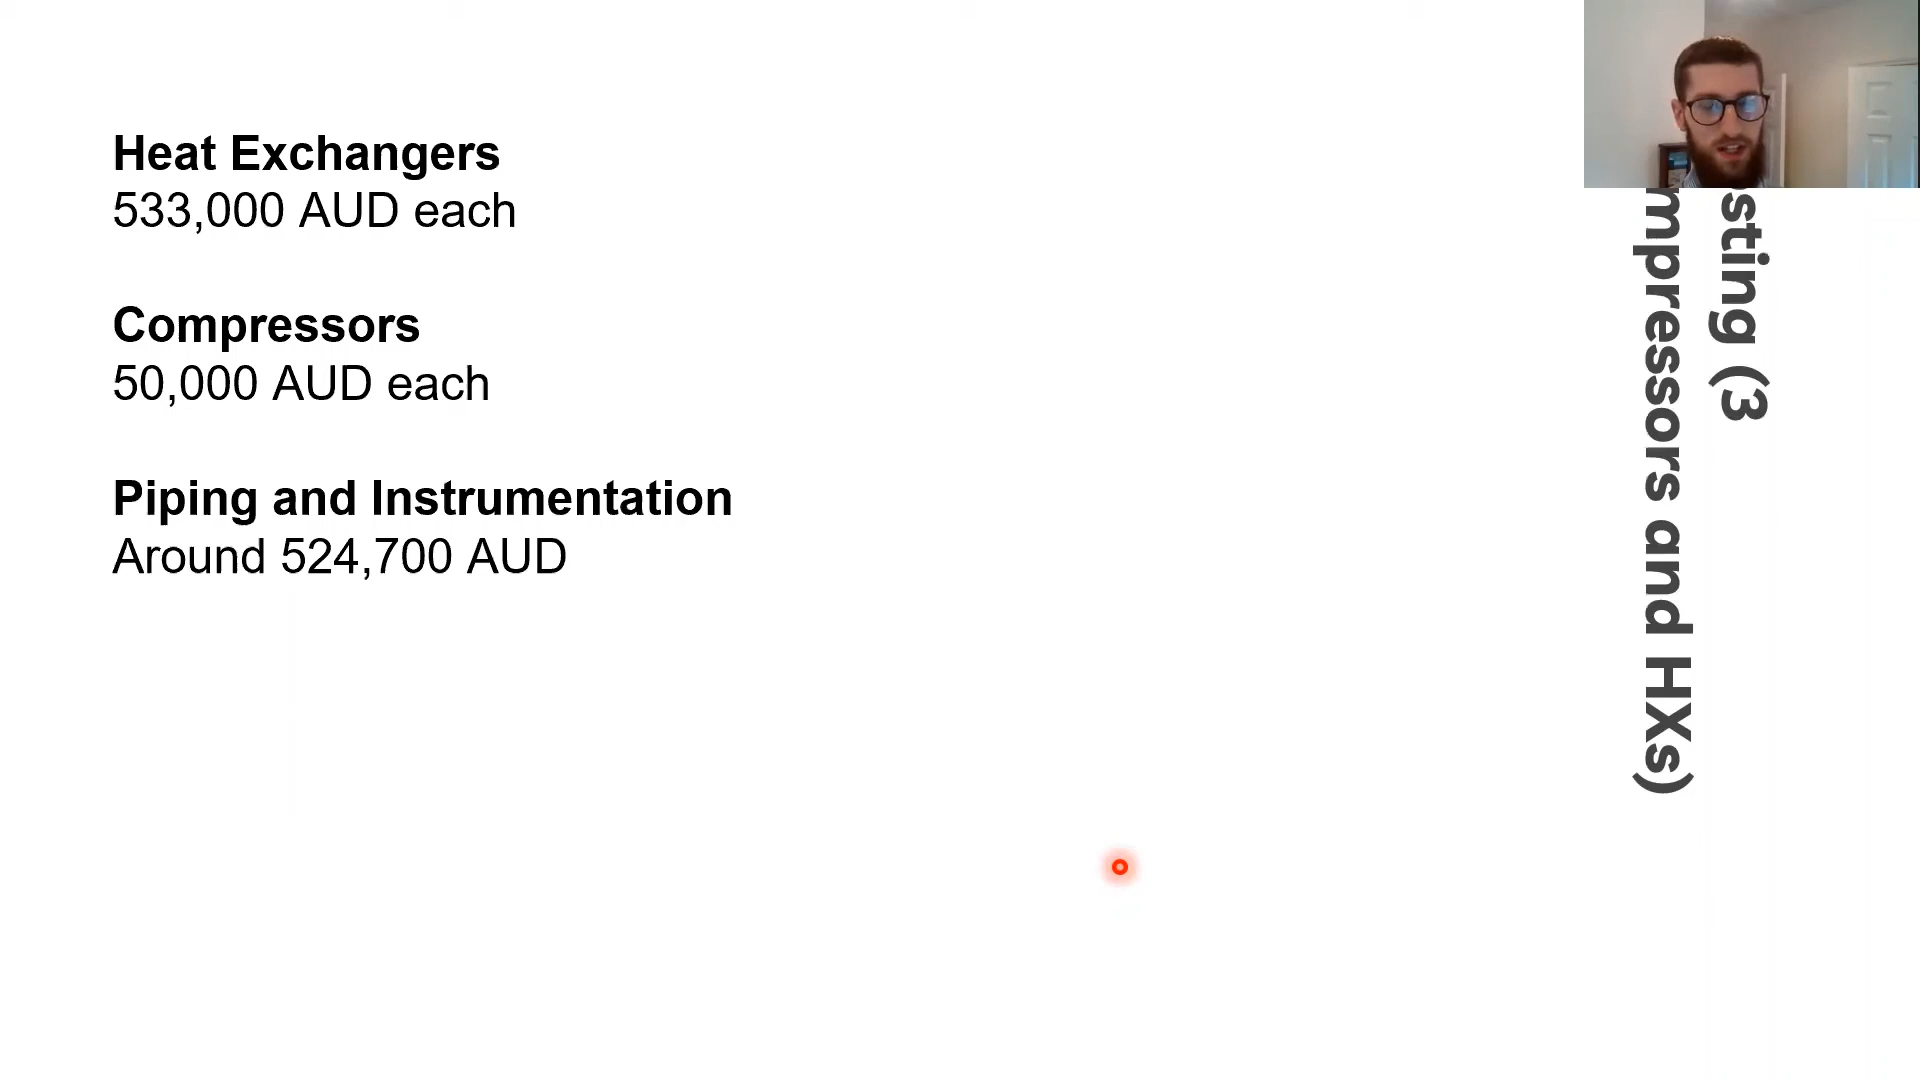 Heat Exchangers
533,000 AUD each
Compressors
50,000 AUD each
Piping and Instrumentation
Around 524,700 AUD
sting (3
mpressors and HXs)